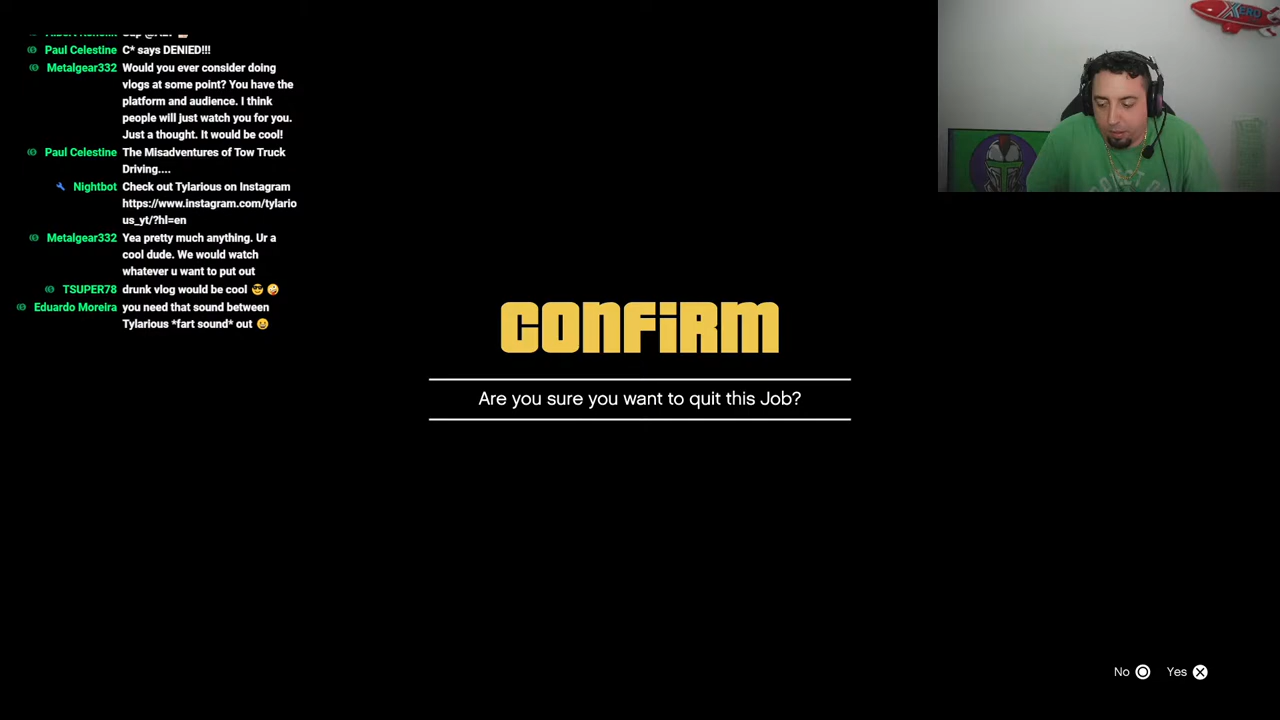 Paul Celestine C* says DENIED!!!
Metalgear332 Would you ever consider doing
vlogs at some point? You have the
platform and audience. I think
people will just watch you for you.
Just a thought. It would be cool!
Paul Celestine The Misadventures of Tow Truck
Driving....
Nightbot Check out Tylarious on Instagram
https://www.instagram.com/tylario
us_yt/?hl=en
Metalgear332 Yea pretty much anything. Ur a
cool dude. We would watch
whatever u want to put out
TSUPER78 drunk vlog would be cool 😎 🤪
Eduardo Moreira you need that sound between
Tylarious *fart sound* out 😆
XERO
CONFIRM
Are you sure you want to quit this Job?
No Yes